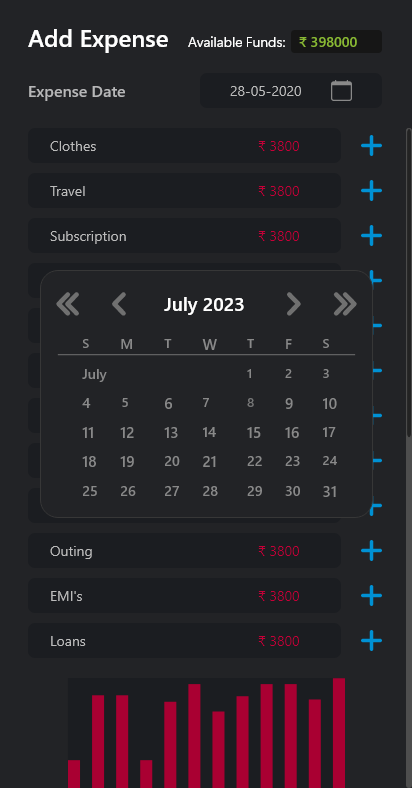 Add Expense Available Funds: ₹ 398000
Expense Date 28-05-2020
Clothes ₹ 3800
Travel ₹ 3800
Subscription ₹ 3800
July 2023
S M T W T F S
July 1 2 3
4 5 6 7 8 9 10
11 12 13 14 15 16 17
18 19 20 21 22 23 24
25 26 27 28 29 30 31
Outing ₹ 3800
EMI's ₹ 3800
Loans ₹ 3800